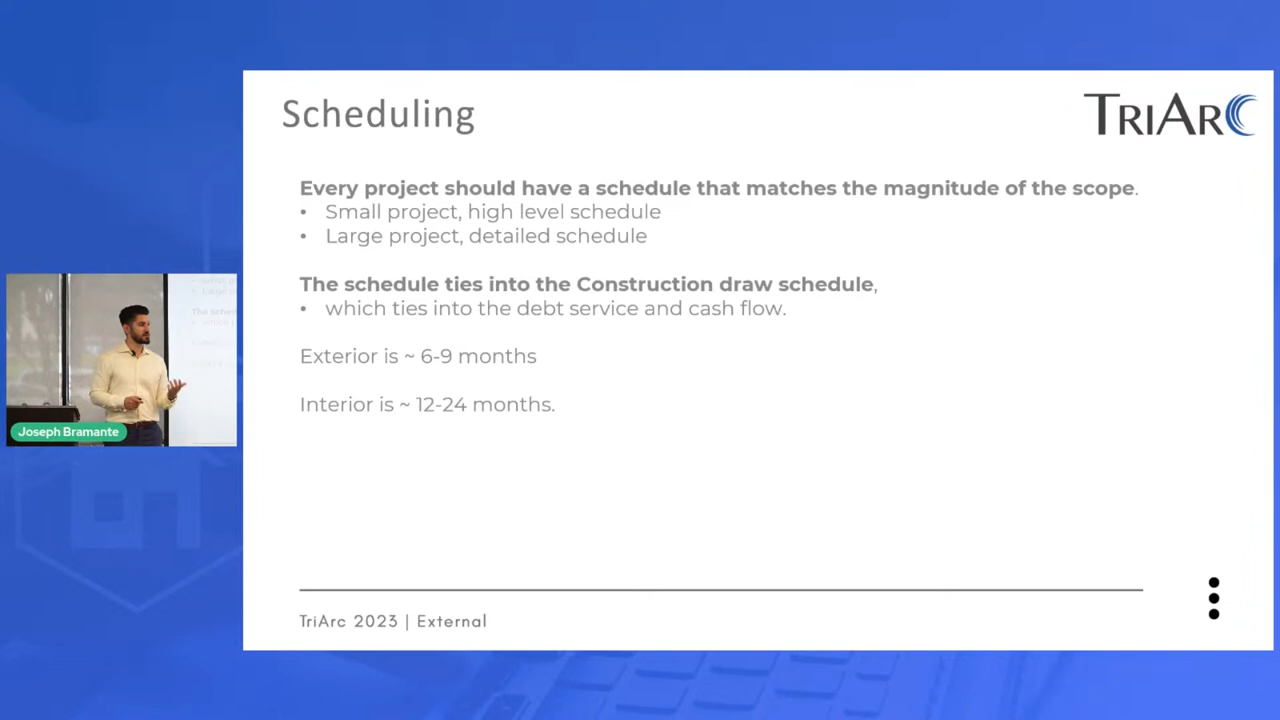 Scheduling
TRIARC
Every project should have a schedule that matches the magnitude of the scope.
• Small project, high level schedule
• Large project, detailed schedule
The schedule ties into the Construction draw schedule,
• which ties into the debt service and cash flow.
Exterior is ~ 6-9 months
Interior is ~ 12-24 months.
Joseph Bramante
TriArc 2023 | External